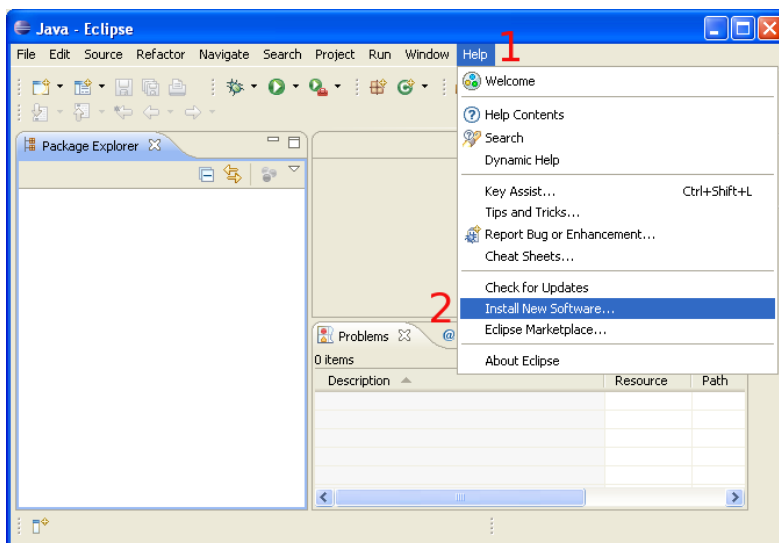 Java - Eclipse
File Edit Source Refactor Navigate Search Project Run Window Help 1
Welcome
Help Contents
Search
Dynamic Help
Package Explorer
Key Assist... Ctrl+Shift+L
Tips and Tricks...
Report Bug or Enhancement...
Cheat Sheets...
Check for Updates
2 Install New Software...
Eclipse Marketplace...
About Eclipse
Problems @
0 items
Description Resource Path